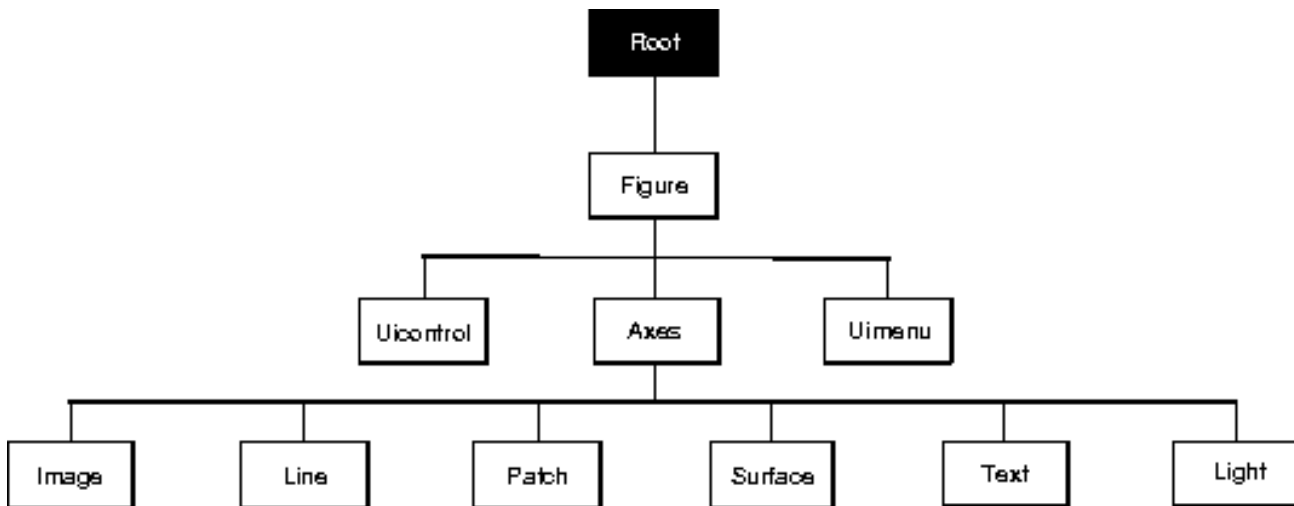 Root
Figure
Uicontrol
Axes
Uimenu
Image
Line
Patch
Surface
Text
Light